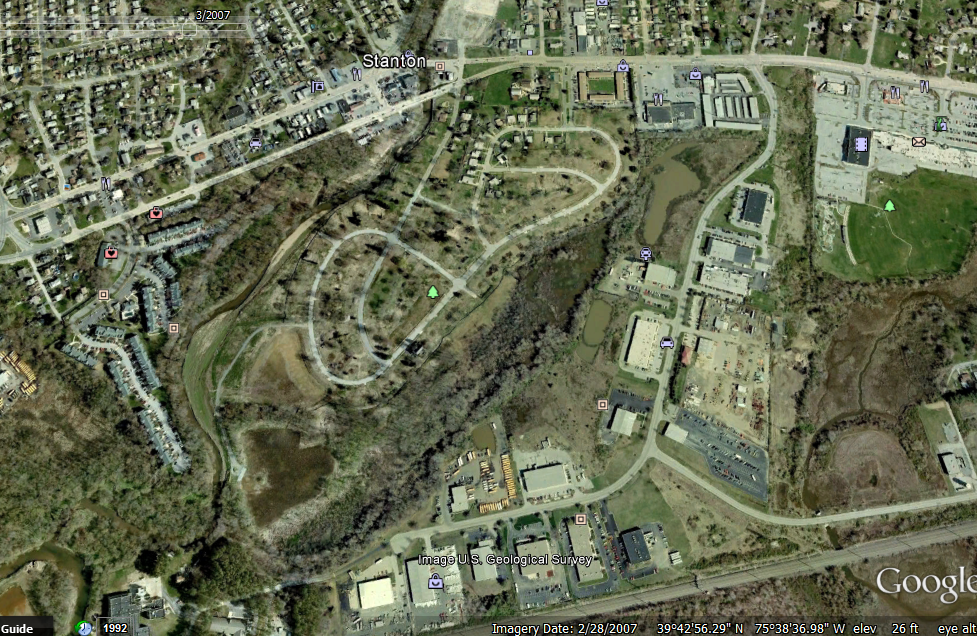 3/2007
Stanton
Image U.S. Geological Survey
Google
Guide
1992
Imagery Date: 2/28/2007 39°42'56.29" N 75°38'36.98" W elev 26 ft eye alt